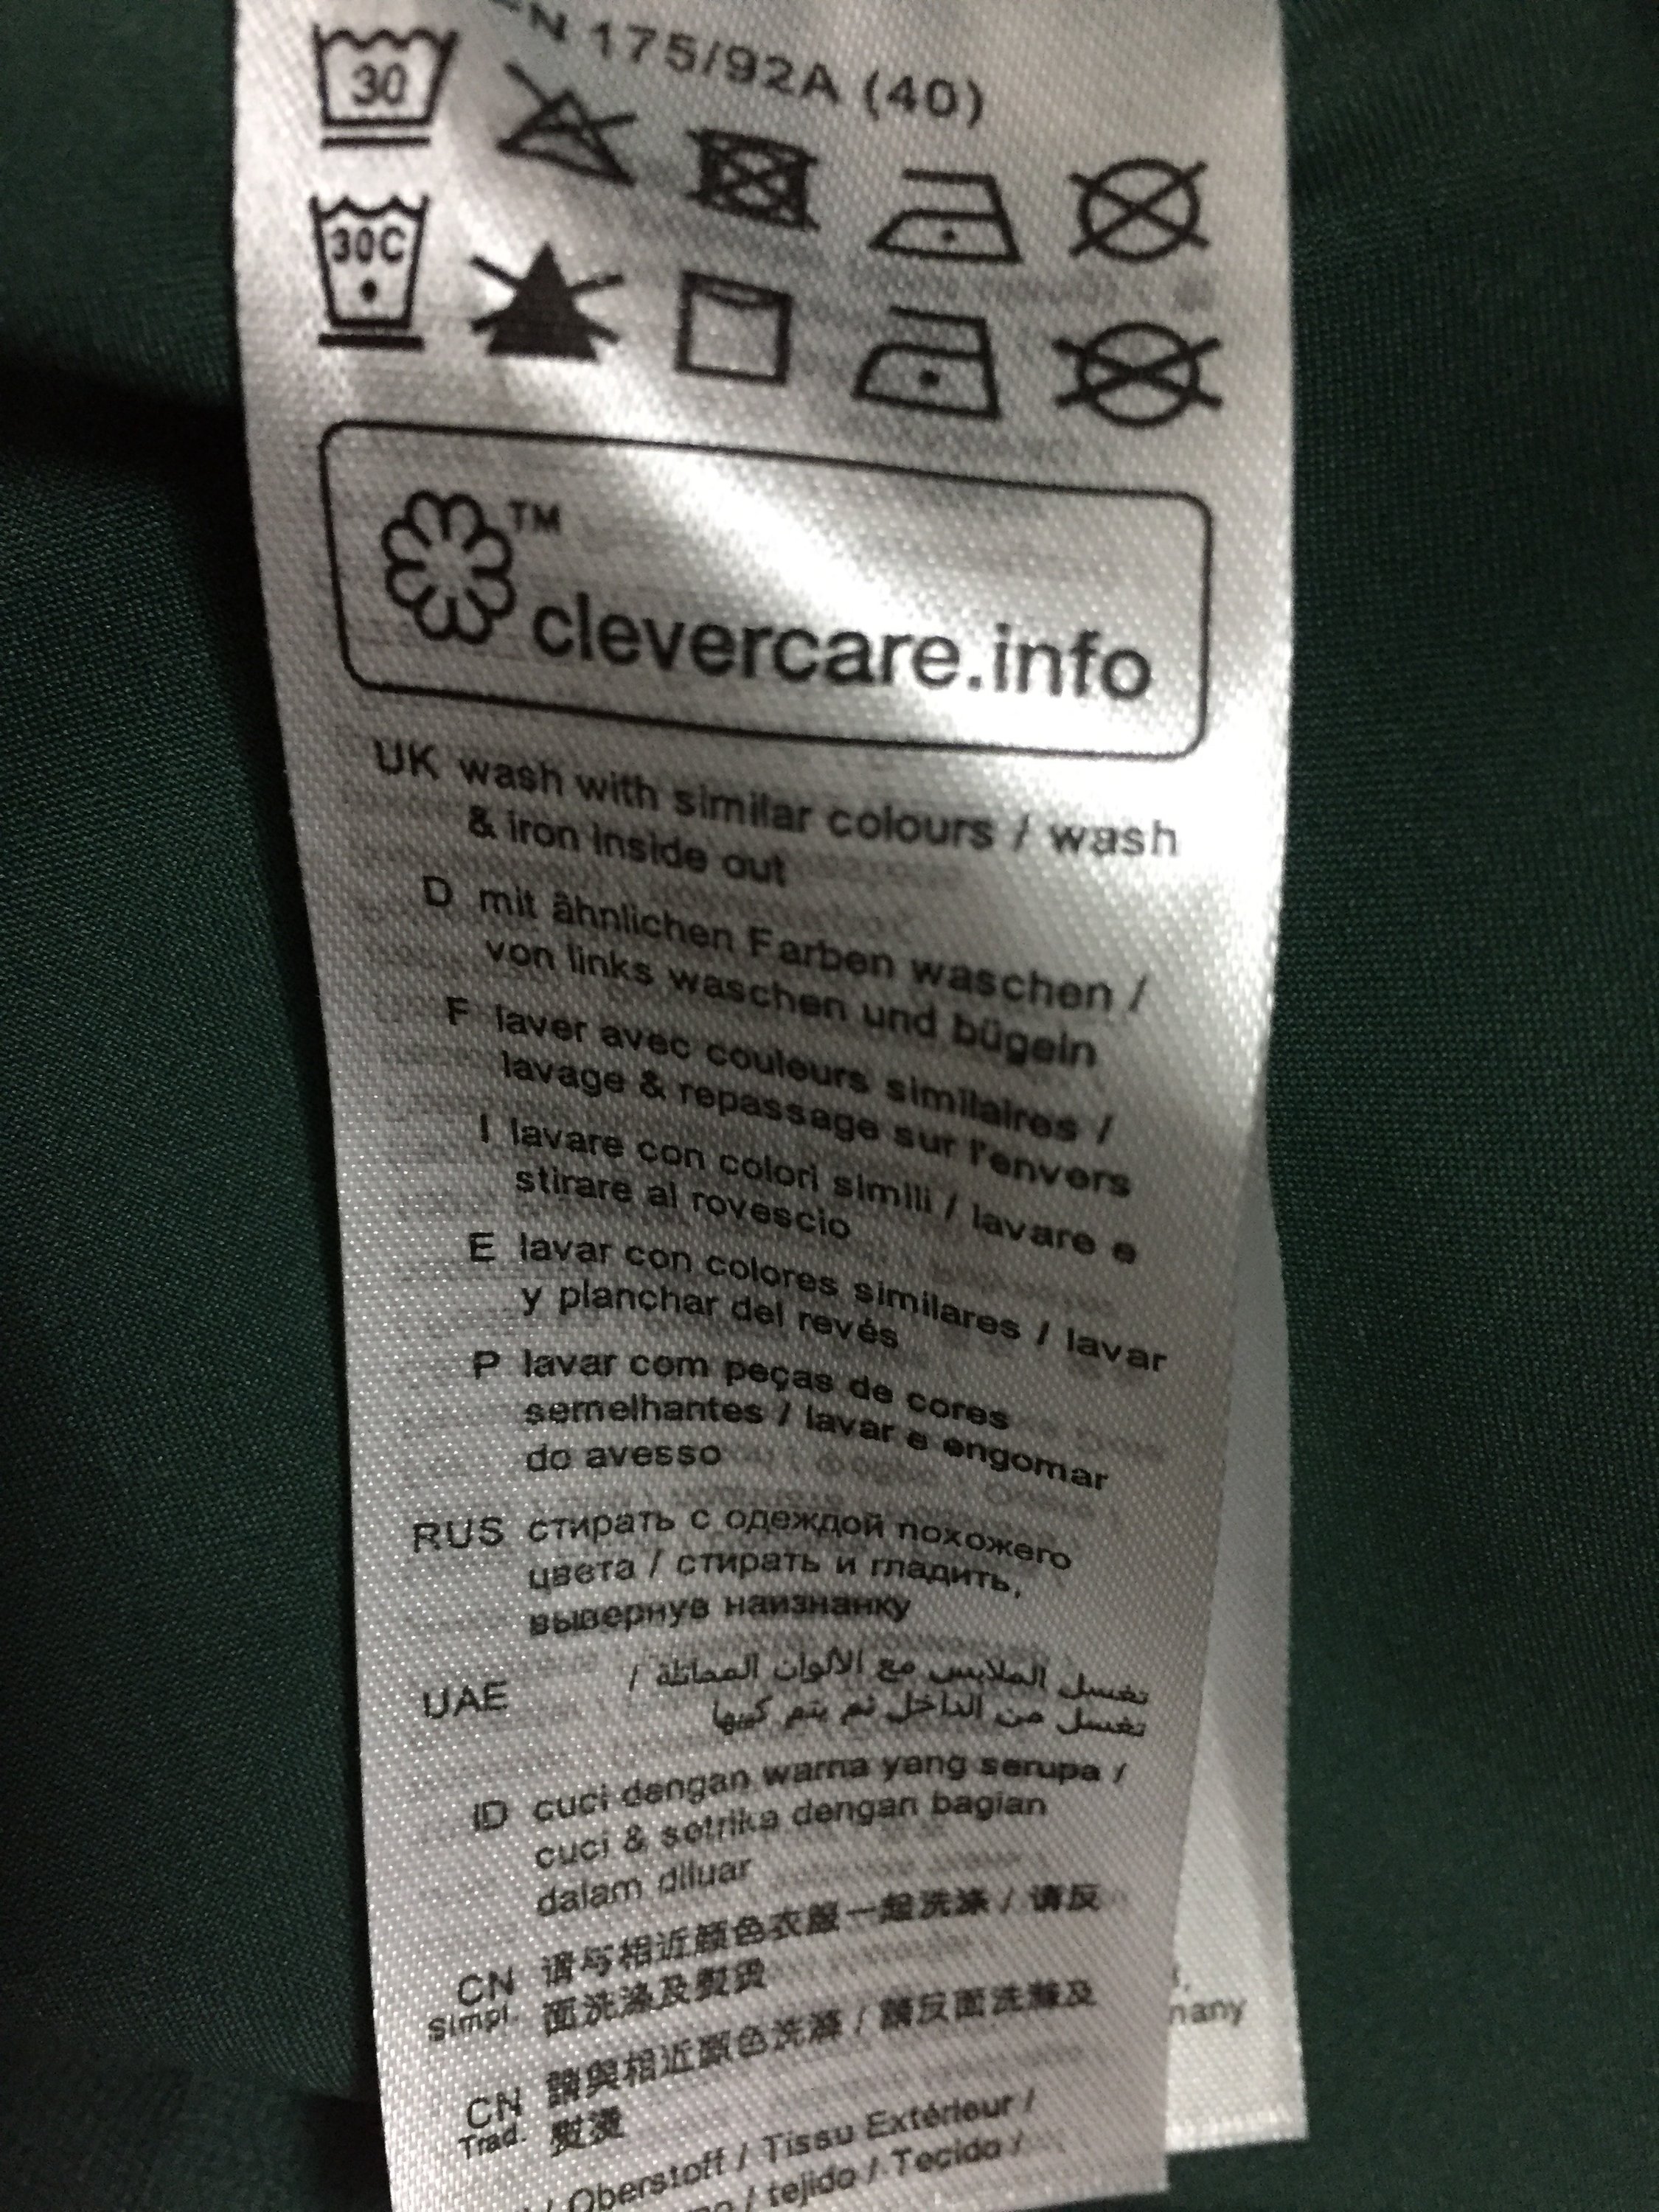 175/92A (40)
30
30C
TM
clevercare.info
UK wash with similar colours / wash
& iron inside out
D mit ähnlichen Farben waschen /
von links waschen und bügeln
F laver avec couleurs similaires /
lavage & repassage sur l'envers
I lavare con colori simili / lavare e
stirare al rovescio
E lavar con colores similares / lavar
y planchar del revés
P lavar com peças de cores
semelhantes / lavar e engomar
do avesso
RUS стирать с одеждой похожего
цвета / стирать и гладить,
вывернув наизнанку
UAE تغسل الملابس مع الألوان المماثلة /
تغسل من الداخل ثم يتم كيها
ID cuci dengan warna yang serupa /
cuci & setrika dengan bagian
dalam diluar
CN 请与相近颜色衣服一起洗涤 / 请反
Simpl. 面洗涤及熨烫
CN 請與相近顏色洗滌 / 請反面洗滌及
Trad. 熨燙
/ Oberstoff / Tissu Extérieur /
/ tejido / Tecido /
many